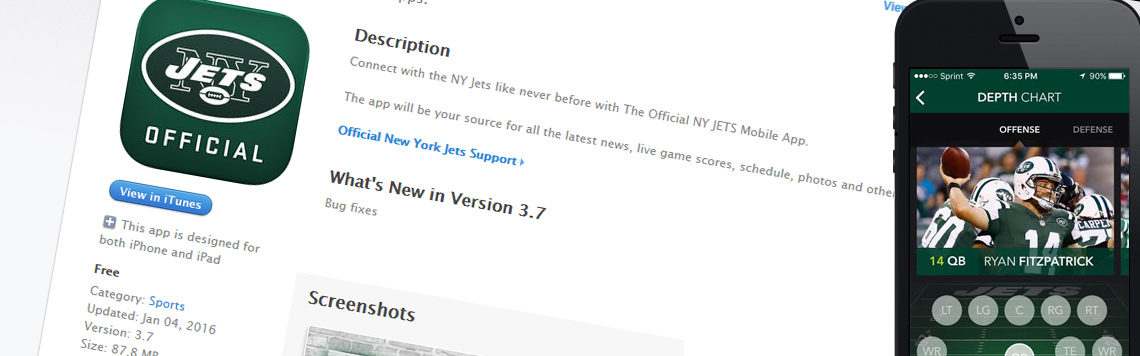 NY
JETS
OFFICIAL
View in iTunes
This app is designed for
both iPhone and iPad
Free
Category: Sports
Updated: Jan 04, 2016
Version: 3.7
Size: 87.8 MB
View
Description
Connect with the NY Jets like never before with The Official NY JETS Mobile App.
The app will be your source for all the latest news, live game scores, schedule, photos and other
Official New York Jets Support
What's New in Version 3.7
Bug fixes
Screenshots
Sprint 6:35 PM 90%
DEPTH CHART
OFFENSE DEFENSE
60
14
14 QB RYAN FITZPATRICK
JETS
LT LG C RG RT
WR TE WR